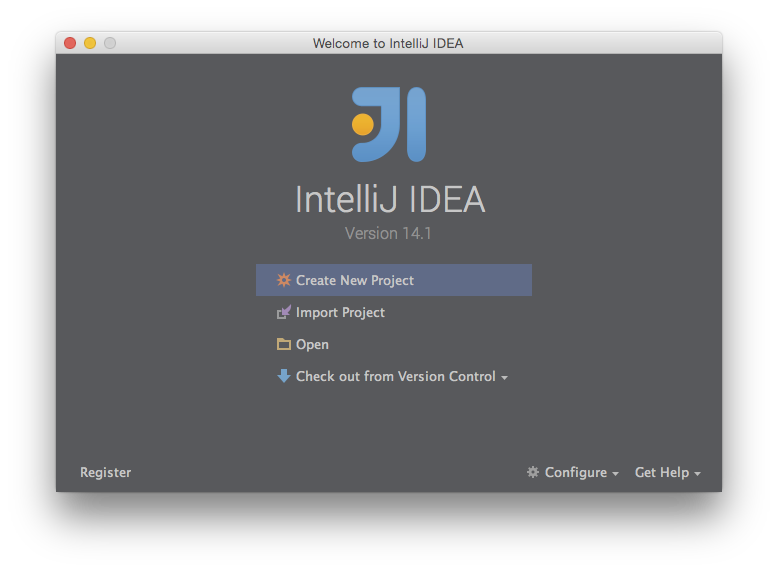 Welcome to IntelliJ IDEA
IntelliJ IDEA
Version 14.1
Create New Project
Import Project
Open
Check out from Version Control
Register
Configure
Get Help